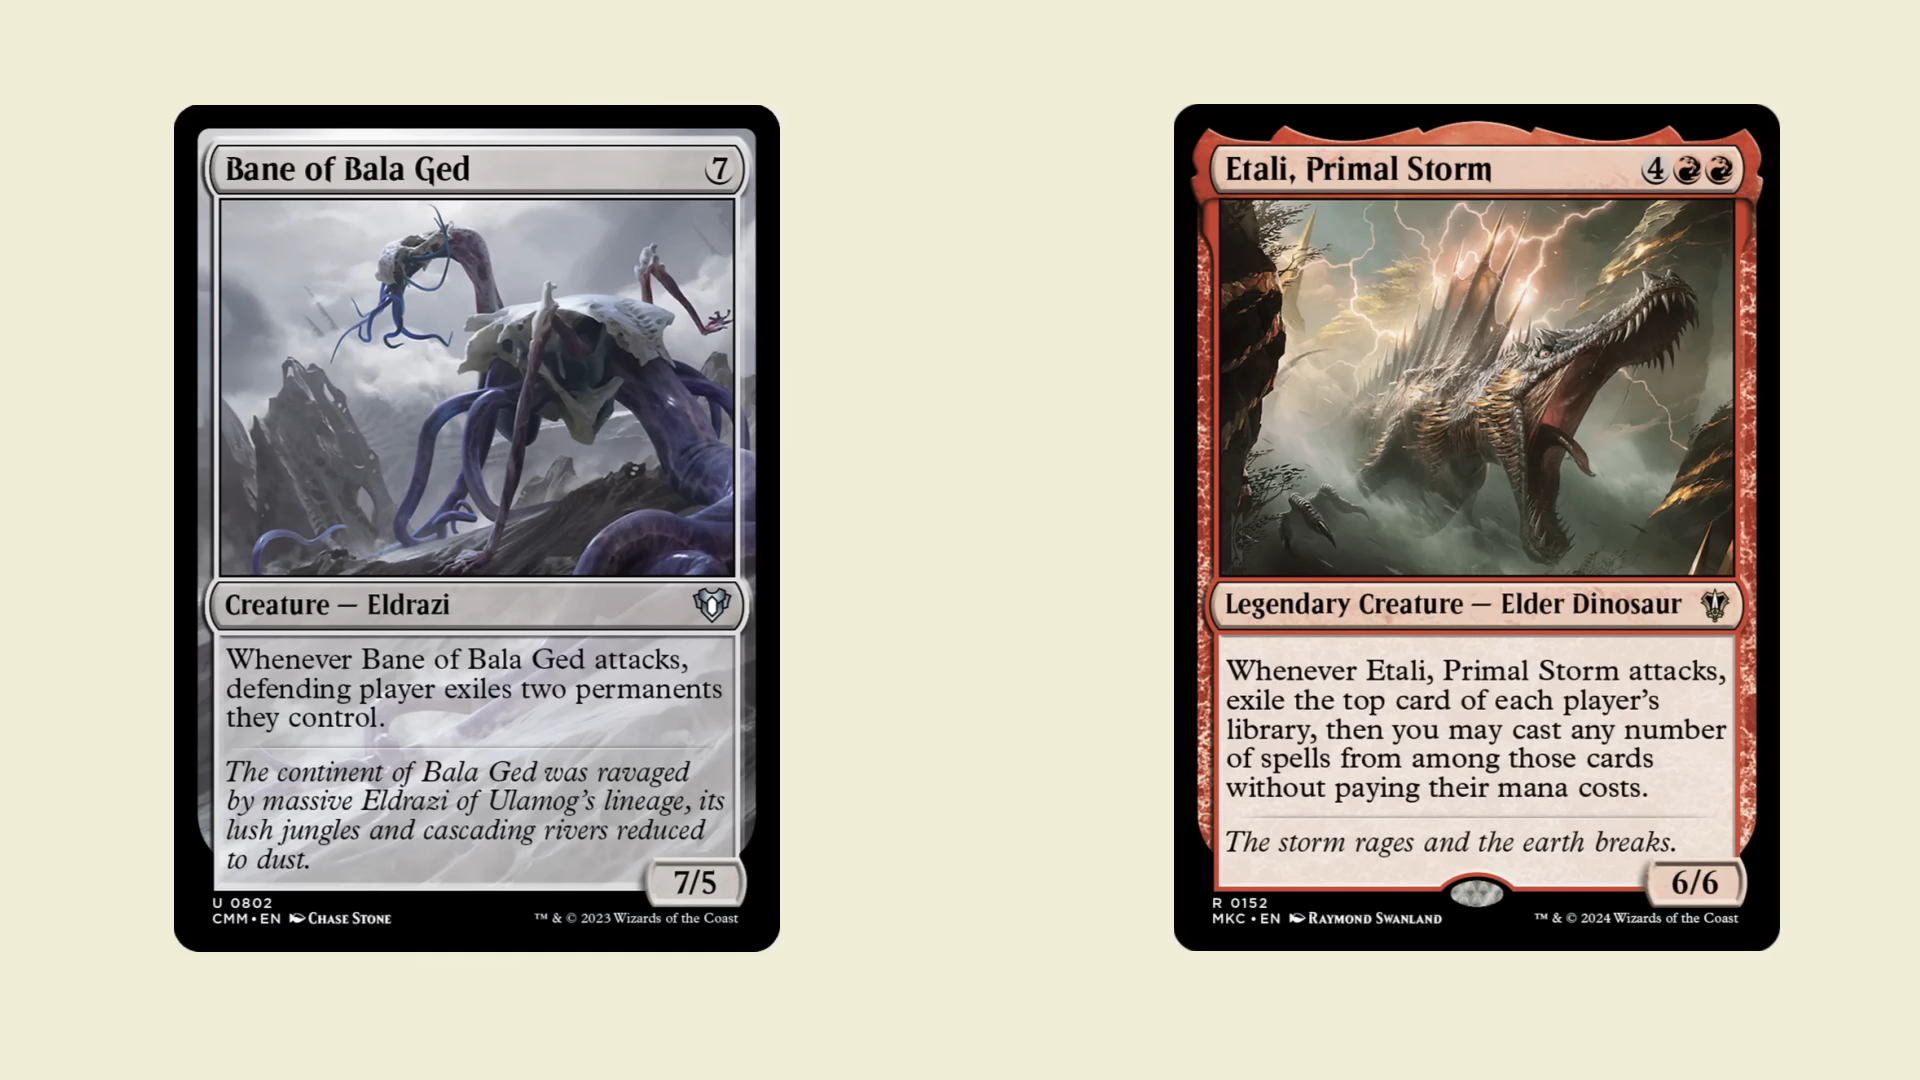 Bane of Bala Ged 7
Creature — Eldrazi
Whenever Bane of Bala Ged attacks,
defending player exiles two permanents
they control.
The continent of Bala Ged was ravaged
by massive Eldrazi of Ulamog's lineage, its
lush jungles and cascading rivers reduced
to dust.
7/5
U 0802
CMM • EN Chase Stone
™ & © 2023 Wizards of the Coast
Etali, Primal Storm 4
Legendary Creature — Elder Dinosaur
Whenever Etali, Primal Storm attacks,
exile the top card of each player's
library, then you may cast any number
of spells from among those cards
without paying their mana costs.
The storm rages and the earth breaks.
6/6
R 0152
MKC • EN Raymond Swanland
™ & © 2024 Wizards of the Coast